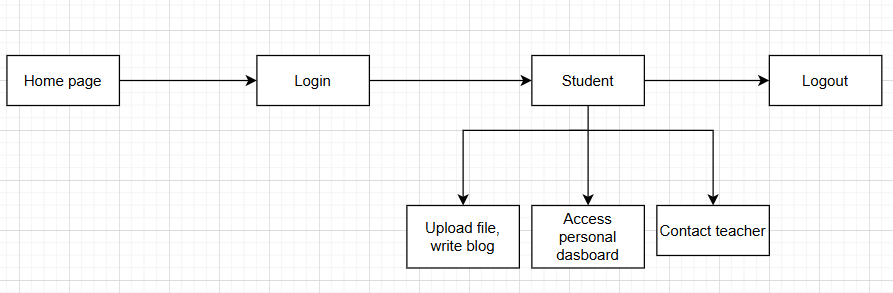 Home page
Login
Student
Logout
Upload file,
write blog
Access
personal
dasboard
Contact teacher